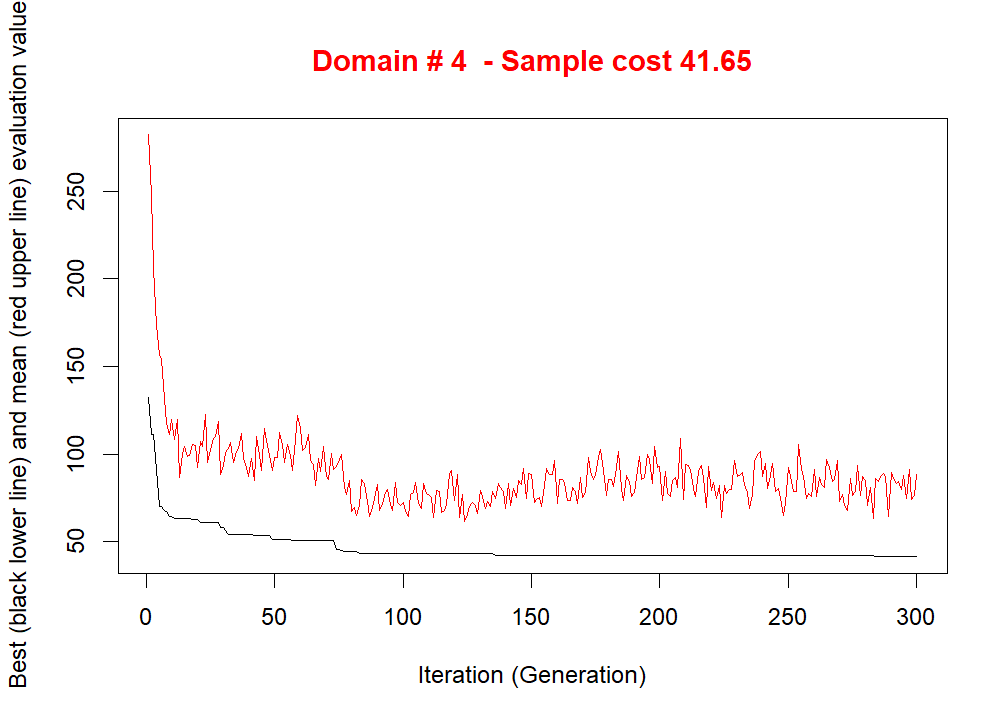 Domain # 4  - Sample cost 41.65
Best (black lower line) and mean (red upper line) evaluation value
250
200
150
100
50
0 50 100 150 200 250 300
Iteration (Generation)